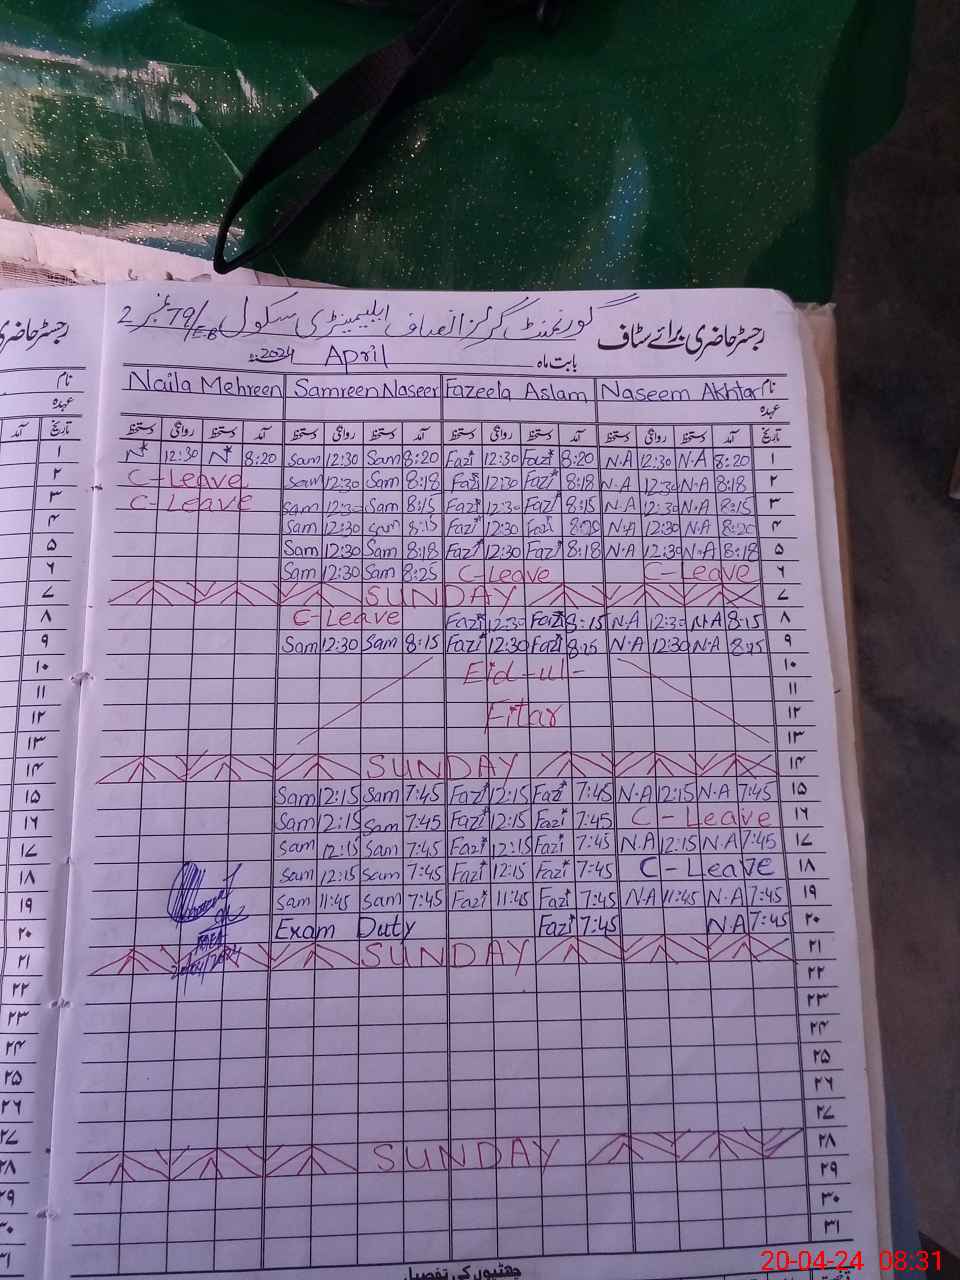 گورنمنٹ گرلز انصاف ایلیمینٹری سکول 79/EB نمبر 2
رجسٹر حاضری برائے سٹاف
بابت ماہ April 2024
نام Naseem Akhtar Fazeela Aslam Samreen Naseer Naila Mehreen
عہدہ
تاریخ آمد دستخط روانگی دستخط آمد دستخط روانگی دستخط آمد دستخط روانگی دستخط آمد دستخط روانگی دستخط
N* 12:30 N* 8:20 Sam 12:30 Sam 8:20 Fazi* 12:30 Fazi* 8:20 N.A 12:30 N.A 8:20 ۱
C-Leave Sam 12:30 Sam 8:18 Fazi* 12:30 Fazi* 8:18 N.A 12:30 N.A 8:18 ۲
C-Leave Sam 12:30 Sam 8:15 Fazi* 12:30 Fazi* 8:15 N.A 12:30 N.A 8:15 ۳
Sam 12:30 Sam 8:15 Fazi* 12:30 Fazi* 8:20 N.A 12:30 N.A 8:20 ۴
Sam 12:30 Sam 8:18 Fazi* 12:30 Fazi* 8:18 N.A 12:30 N.A 8:18 ۵
Sam 12:30 Sam 8:25 C-Leave C-Leave ۶
SUNDAY ۷
C-Leave Fazi* 12:30 Fazi* 8:15 N.A 12:30 N.A 8:15 ۸
Sam 12:30 Sam 8:15 Fazi* 12:30 Fazi* 8:25 N.A 12:30 N.A ۹
Eid-ul- ۱۰
۱۱
Fitar ۱۲
۱۳
SUNDAY ۱۴
Sam 12:15 Sam 7:45 Fazi* 12:15 Fazi* 7:45 N.A 12:15 N.A 7:45 ۱۵
Sam 12:15 Sam 7:45 Fazi* 12:15 Fazi* 7:45 C-Leave ۱۶
Sam 12:15 Sam 7:45 Fazi* 12:15 Fazi* 7:45 N.A 12:15 N.A 7:45 ۱۷
Sam 12:15 Sam 7:45 Fazi* 12:15 Fazi* 7:45 C-Leave ۱۸
Sam 11:45 Sam 7:45 Fazi* 11:45 Fazi* 7:45 N.A 11:45 N.A 7:45 ۱۹
Exam Duty Fazi* 7:45 N.A 7:45 ۲۰
20/04/2024
SUNDAY ۲۱
۲۲
۲۳
۲۴
۲۵
۲۶
۲۷
SUNDAY ۲۸
۲۹
۳۰
۳۱
چھٹیوں کی تفصیل
20-04-24 08:31